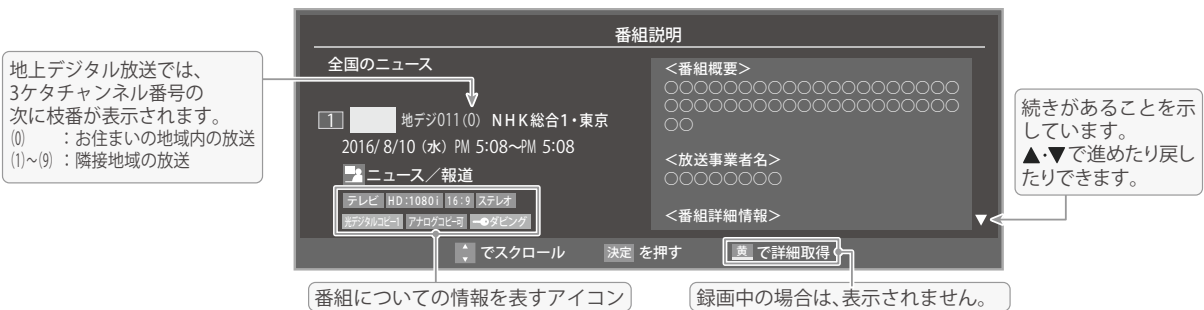 番組説明
地上デジタル放送では、
3ケタチャンネル番号の
次に枝番が表示されます。
⑽ ：お住まいの地域内の放送
⑴~⑼：隣接地域の放送
全国のニュース
1 地デジ011⑽ NHK総合1・東京
2016/ 8/10 (水) PM 5:08〜PM 5:08
ニュース／報道
テレビ HD:1080i 16:9 ステレオ
光デジタルコピー1 アナログコピー可 ダビング
<番組概要>
○○○○○○○○○○○○○○○○○○○○
○○○○○○○○○○○○○○○○○○○○
○○
<放送事業者名>
○○○○○○○○
<番組詳細情報>
▼
続きがあることを示
しています。
▲・▼で進めたり戻し
たりできます。
でスクロール 決定 を押す 黄 で詳細取得
番組についての情報を表すアイコン
録画中の場合は、表示されません。